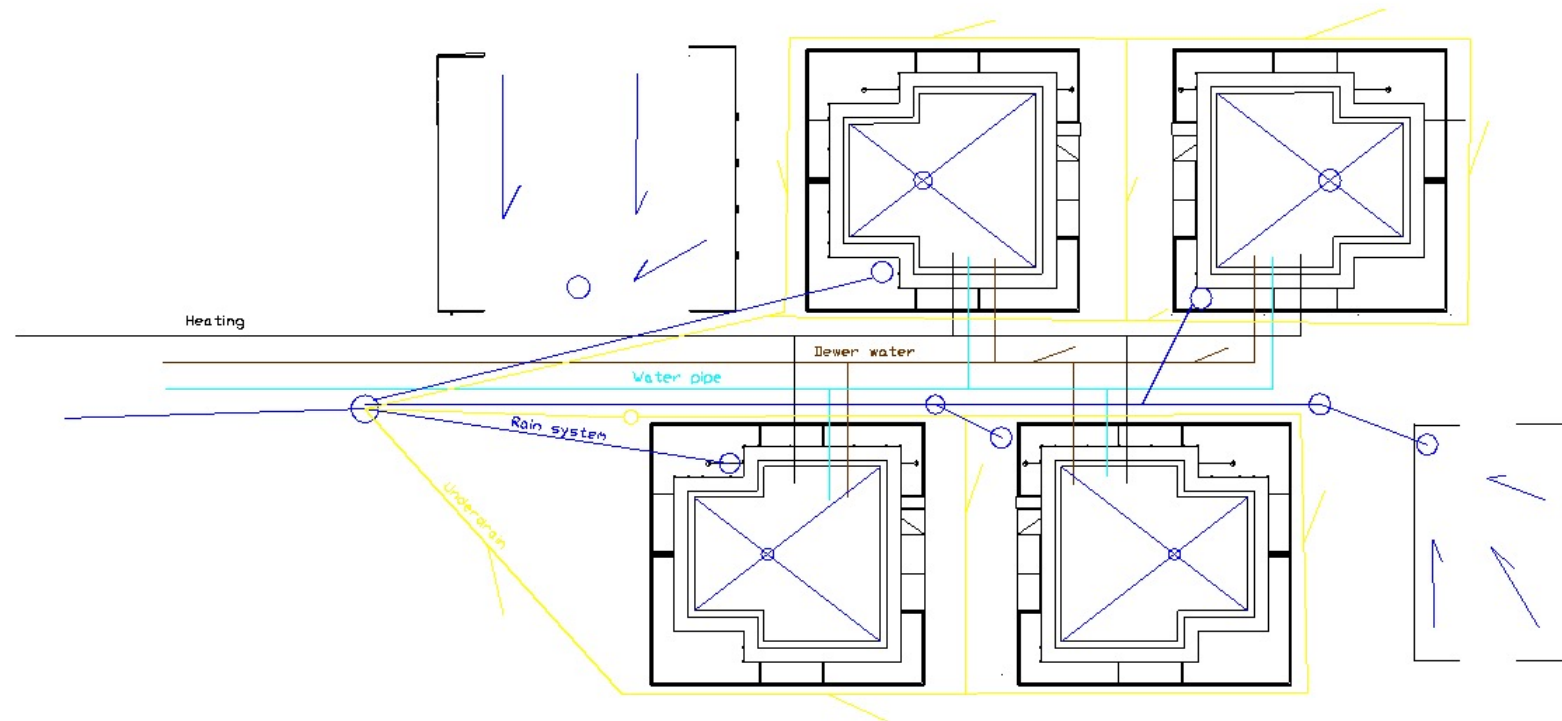 Heating
Dewer water
Water pipe
Rain system
Underdrain